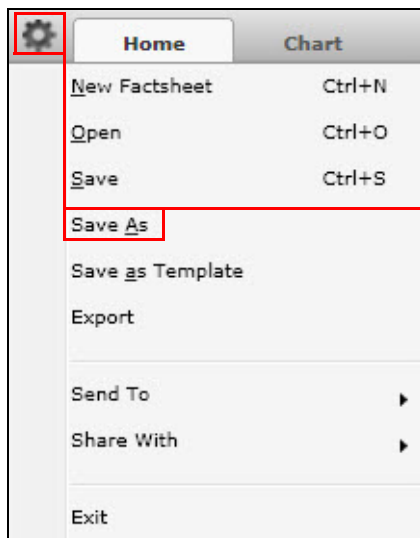 Home Chart
New Factsheet Ctrl+N
Open Ctrl+O
Save Ctrl+S
Save As
Save as Template
Export
Send To
Share With
Exit